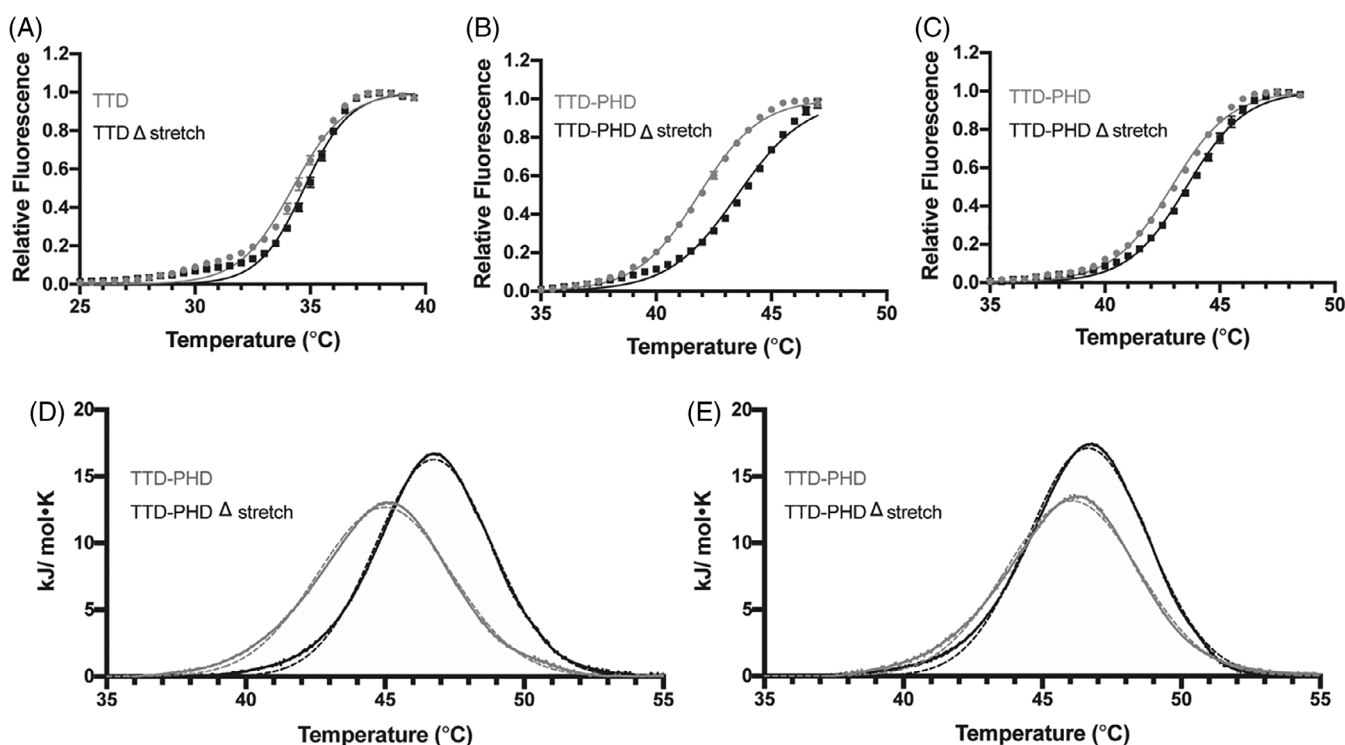 (A)
1.2
1.0
0.8
0.6
0.4
0.2
0.0
Relative Fluorescence
TTD
TTD Δ stretch
25 30 35 40
Temperature (°C)
(B)
1.2
1.0
0.8
0.6
0.4
0.2
0.0
Relative Fluorescence
TTD-PHD
TTD-PHD Δ stretch
35 40 45 50
Temperature (°C)
(C)
1.2
1.0
0.8
0.6
0.4
0.2
0.0
Relative Fluorescence
TTD-PHD
TTD-PHD Δ stretch
35 40 45 50
Temperature (°C)
(D)
20
15
10
5
0
kJ/ mol•K
TTD-PHD
TTD-PHD Δ stretch
35 40 45 50 55
Temperature (°C)
(E)
20
15
10
5
0
kJ/ mol•K
TTD-PHD
TTD-PHD Δ stretch
35 40 45 50 55
Temperature (°C)